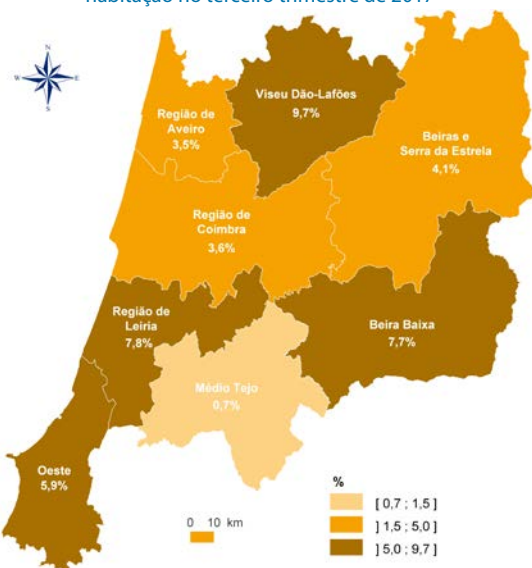 habitação no terceiro trimestre de 2017
N
W
E
S
Viseu Dão-Lafões
9,7%
Região de
Aveiro
3,5%
Beiras e
Serra da Estrela
4,1%
Região de
Coimbra
3,6%
Região de
Leiria
7,8%
Beira Baixa
7,7%
Médio Tejo
0,7%
Oeste
5,9%
%
[ 0,7 ; 1,5 ]
] 1,5 ; 5,0 ]
] 5,0 ; 9,7 ]
0 10 km